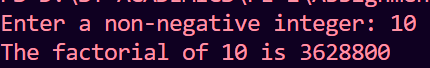 Enter a non-negative integer: 10
The factorial of 10 is 3628800